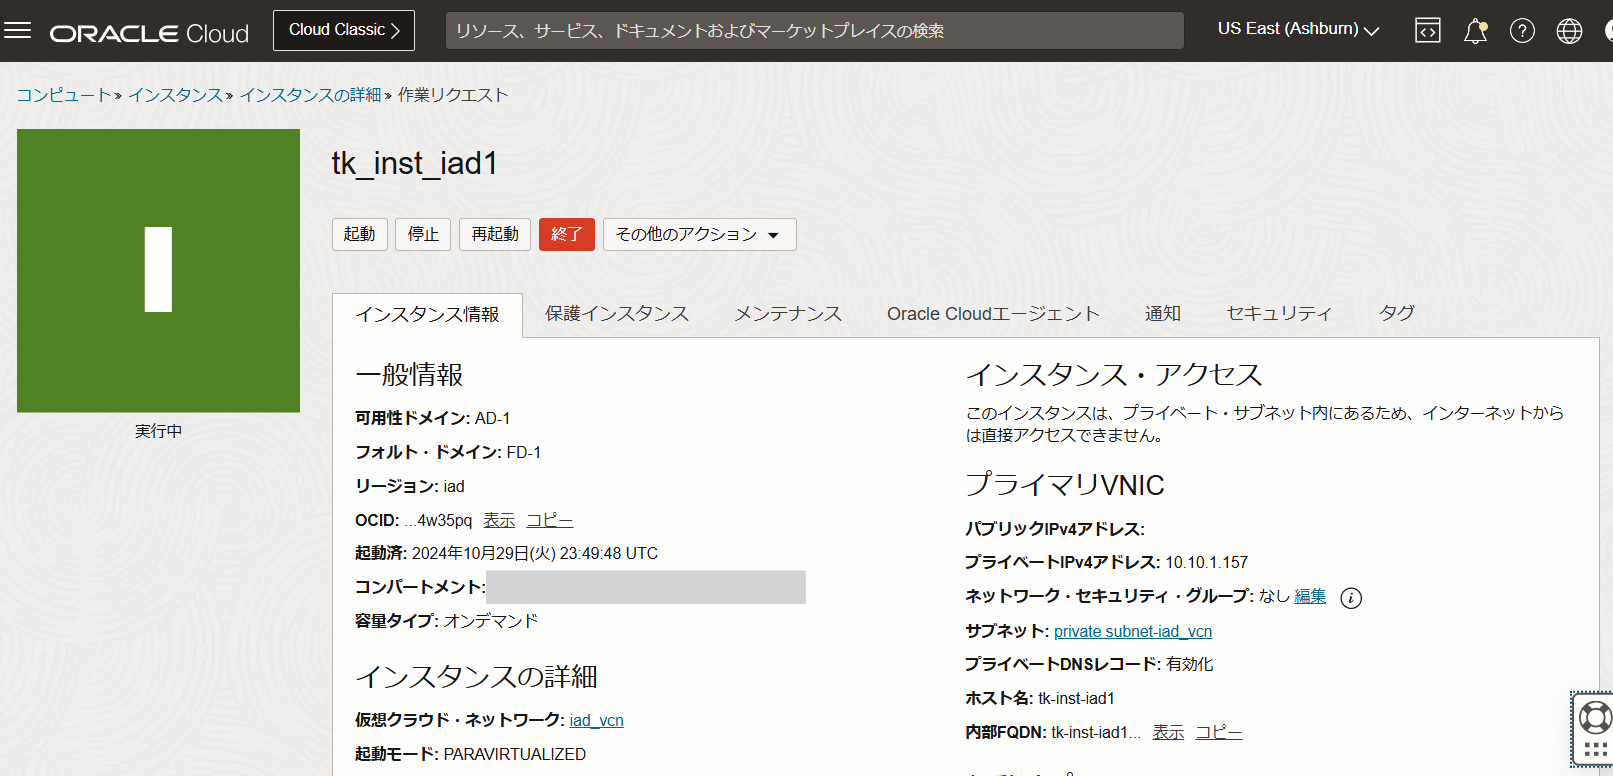 ORACLE Cloud
Cloud Classic
リソース、サービス、ドキュメントおよびマーケットプレイスの検索
US East (Ashburn)
コンピュート » インスタンス » インスタンスの詳細 » 作業リクエスト
実行中
tk_inst_iad1
起動 停止 再起動 終了 その他のアクション
インスタンス情報 保護インスタンス メンテナンス Oracle Cloudエージェント 通知 セキュリティ タグ
一般情報
可用性ドメイン: AD-1
フォルト・ドメイン: FD-1
リージョン: iad
OCID: ...4w35pq 表示 コピー
起動済: 2024年10月29日(火) 23:49:48 UTC
コンパートメント:
容量タイプ: オンデマンド
インスタンスの詳細
仮想クラウド・ネットワーク: iad_vcn
起動モード: PARAVIRTUALIZED
インスタンス・アクセス
このインスタンスは、プライベート・サブネット内にあるため、インターネットから
は直接アクセスできません。
プライマリVNIC
パブリックIPv4アドレス:
プライベートIPv4アドレス: 10.10.1.157
ネットワーク・セキュリティ・グループ: なし 編集
サブネット: private subnet-iad_vcn
プライベートDNSレコード: 有効化
ホスト名: tk-inst-iad1
内部FQDN: tk-inst-iad1... 表示 コピー